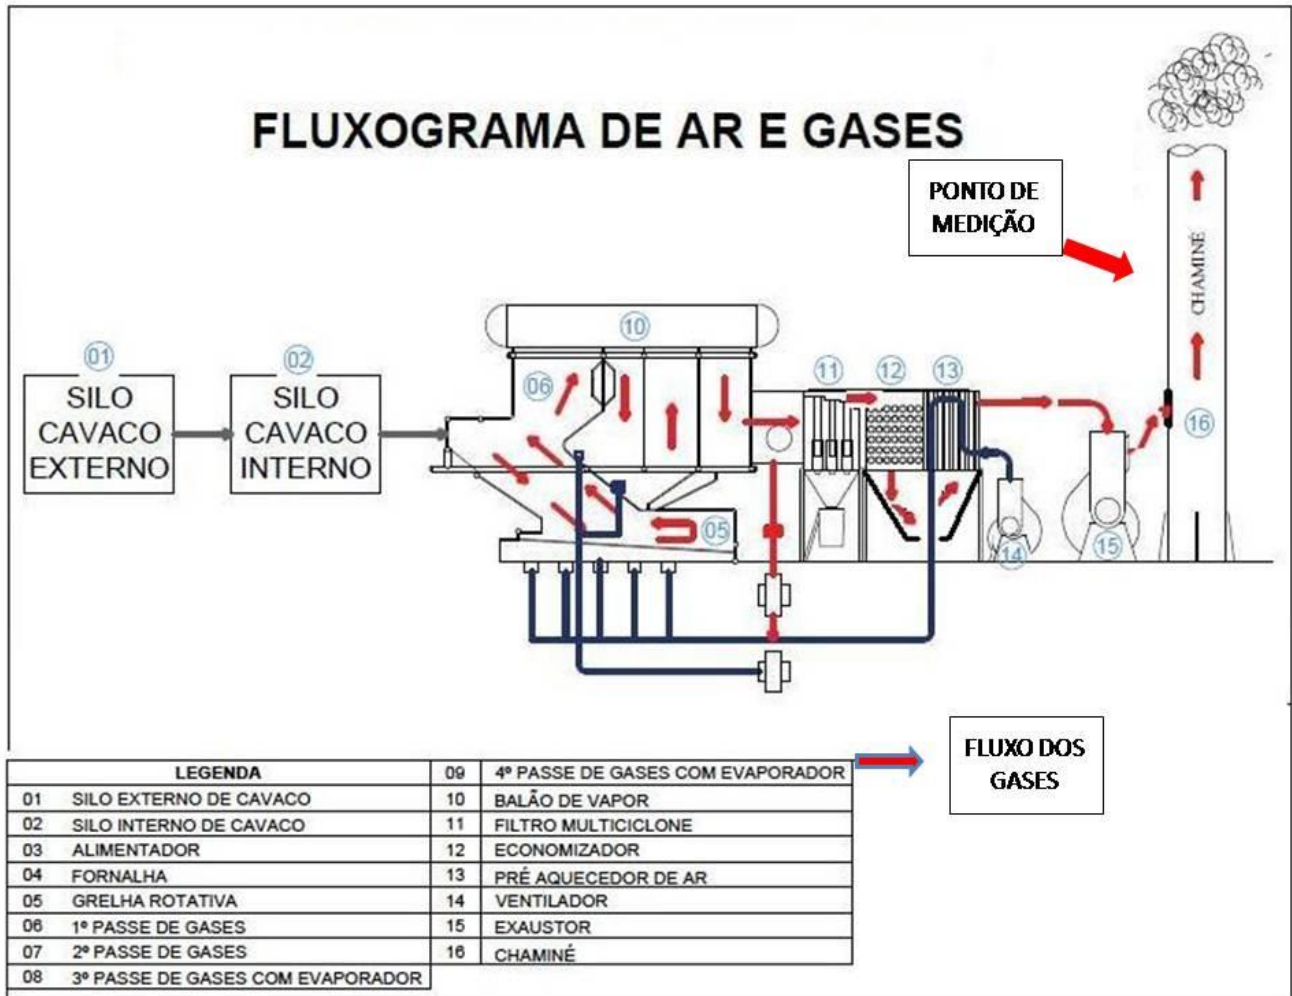 FLUXOGRAMA DE AR E GASES
PONTO DE
MEDIÇÃO
CHAMINÉ
01
SILO
CAVACO
EXTERNO
02
SILO
CAVACO
INTERNO
10
06
05
11
12
13
14
15
16
FLUXO DOS
GASES
LEGENDA
01 SILO EXTERNO DE CAVACO
02 SILO INTERNO DE CAVACO
03 ALIMENTADOR
04 FORNALHA
05 GRELHA ROTATIVA
06 1º PASSE DE GASES
07 2º PASSE DE GASES
08 3º PASSE DE GASES COM EVAPORADOR
09 4º PASSE DE GASES COM EVAPORADOR
10 BALÃO DE VAPOR
11 FILTRO MULTICICLONE
12 ECONOMIZADOR
13 PRÉ AQUECEDOR DE AR
14 VENTILADOR
15 EXAUSTOR
16 CHAMINÉ